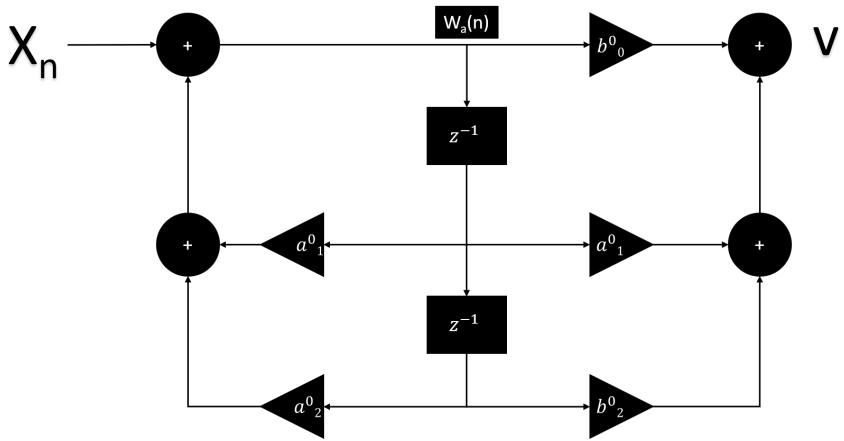 Xₙ
+
Wₐ(n)
b⁰₀
+
V
z⁻¹
+
a⁰₁
a⁰₁
+
z⁻¹
a⁰₂
b⁰₂